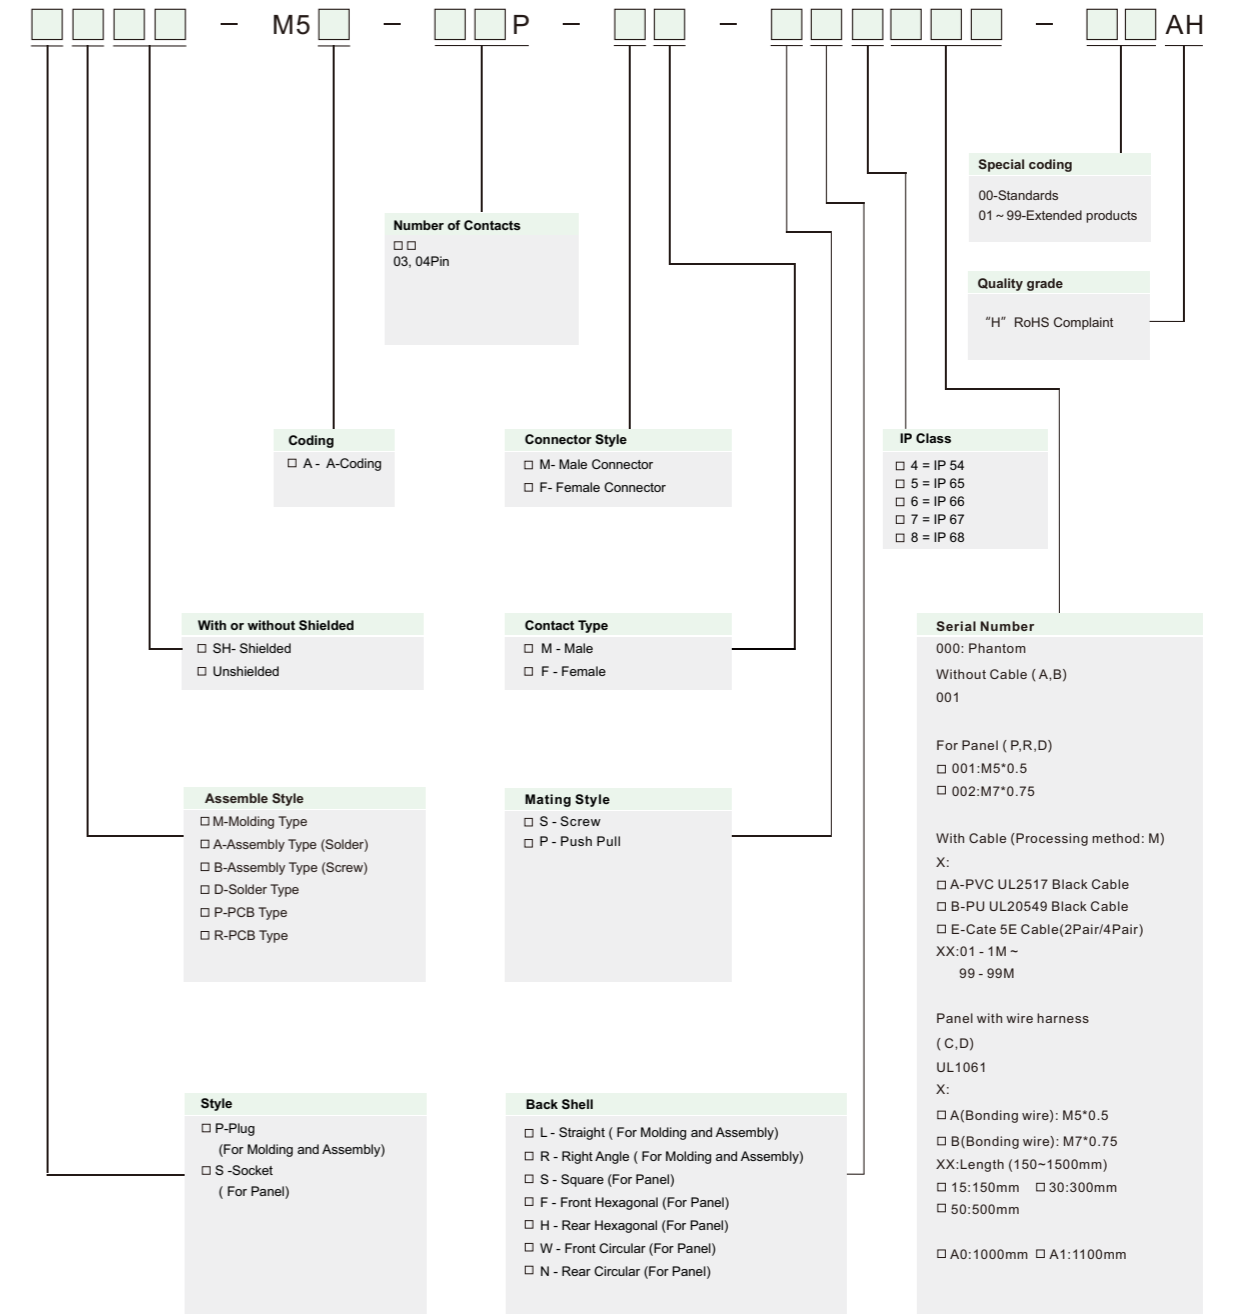 □□□□ – M5□ – □□P – □□ – □□□□□□ – □□AH
Special coding
00-Standards
01~99-Extended products
Number of Contacts
□□
03, 04Pin
Quality grade
“H” RoHS Complaint
Coding
□ A - A-Coding
Connector Style
□ M- Male Connector
□ F- Female Connector
IP Class
□ 4 = IP 54
□ 5 = IP 65
□ 6 = IP 66
□ 7 = IP 67
□ 8 = IP 68
With or without Shielded
□ SH- Shielded
□ Unshielded
Contact Type
□ M - Male
□ F - Female
Serial Number
000: Phantom
Without Cable ( A,B)
001
For Panel ( P,R,D)
□ 001:M5*0.5
□ 002:M7*0.75
With Cable (Processing method: M)
X:
□ A-PVC UL2517 Black Cable
□ B-PU UL20549 Black Cable
□ E-Cate 5E Cable(2Pair/4Pair)
XX:01 - 1M ~
99 - 99M
Panel with wire harness
( C,D)
UL1061
X:
□ A(Bonding wire): M5*0.5
□ B(Bonding wire): M7*0.75
XX:Length (150~1500mm)
□ 15:150mm □ 30:300mm
□ 50:500mm
□ A0:1000mm □ A1:1100mm
Assemble Style
□ M-Molding Type
□ A-Assembly Type (Solder)
□ B-Assembly Type (Screw)
□ D-Solder Type
□ P-PCB Type
□ R-PCB Type
Mating Style
□ S - Screw
□ P - Push Pull
Style
□ P-Plug
(For Molding and Assembly)
□ S -Socket
( For Panel)
Back Shell
□ L - Straight ( For Molding and Assembly)
□ R - Right Angle ( For Molding and Assembly)
□ S - Square (For Panel)
□ F - Front Hexagonal (For Panel)
□ H - Rear Hexagonal (For Panel)
□ W - Front Circular (For Panel)
□ N - Rear Circular (For Panel)